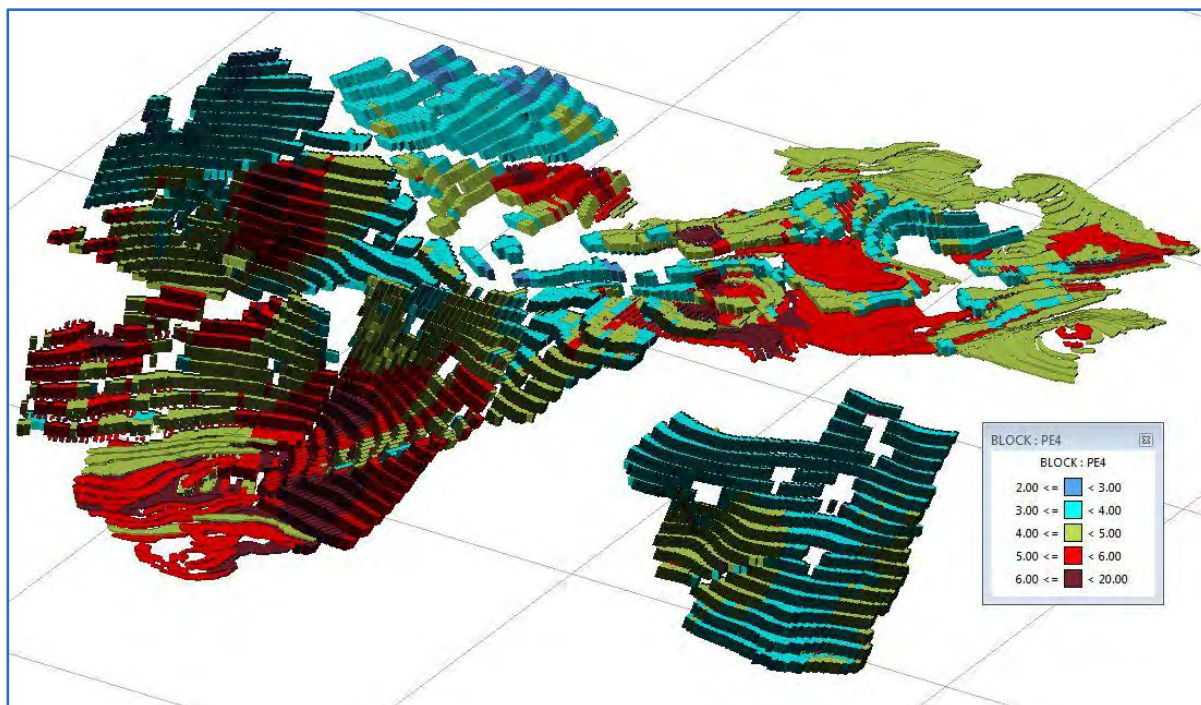 BLOCK : PE4
BLOCK : PE4
2.00 <= < 3.00
3.00 <= < 4.00
4.00 <= < 5.00
5.00 <= < 6.00
6.00 <= < 20.00